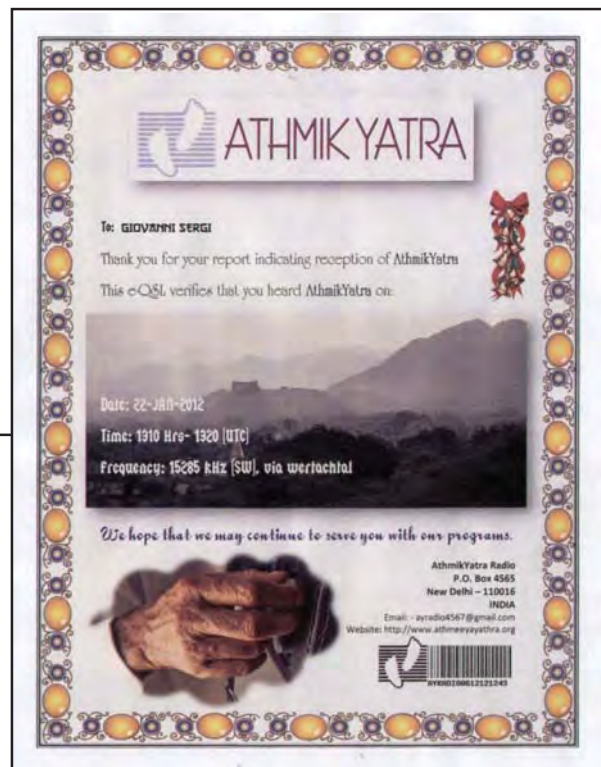 ATHMIK YATRA
To: GIOVANNI SERGI
Thank you for your report indicating reception of AthmikYatra
This e-QSL verifies that you heard AthmikYatra on:
Date: 22-JAN-2012
Time: 1310 Hrs- 1320 (UTC)
Frequency: 15285 kHz (SW), via wertachtal
We hope that we may continue to serve you with our programs.
AthmikYatra Radio
P.O. Box 4565
New Delhi – 110016
INDIA
Email: - ayradio4567@gmail.com
Website: http://www.athmeeyayathra.org